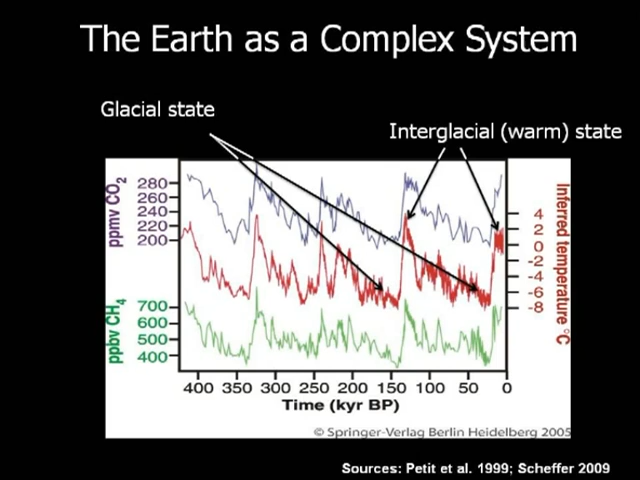 The Earth as a Complex System
Glacial state
Interglacial (warm) state
ppmv CO2
280
260
240
220
200
4
2
0
-2
-4
-6
-8
Inferred temperature °C
ppbv CH4
700
600
500
400
400 350 300 250 200 150 100 50 0
Time (kyr BP)
© Springer-Verlag Berlin Heidelberg 2005
Sources: Petit et al. 1999; Scheffer 2009